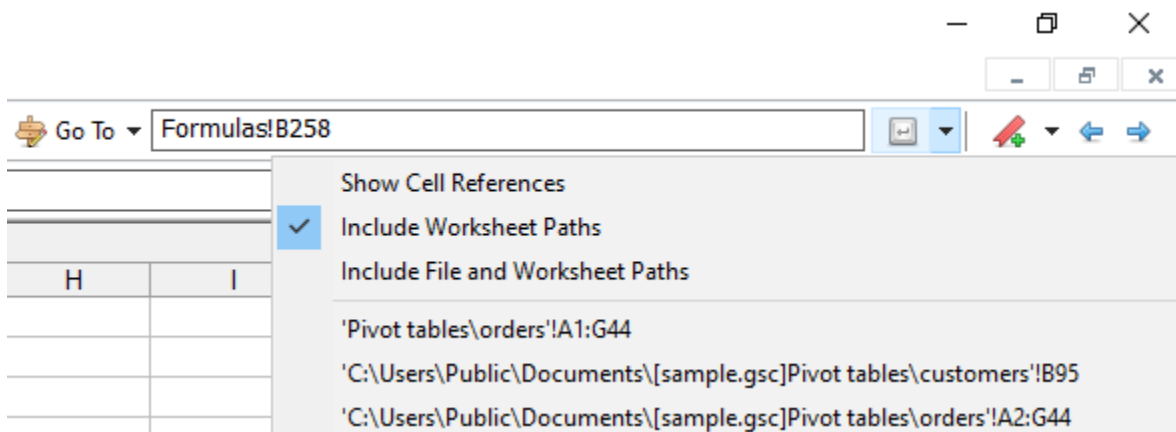 Go To Formulas!B258
Show Cell References
Include Worksheet Paths
Include File and Worksheet Paths
H I
'Pivot tables\orders'!A1:G44
'C:\Users\Public\Documents\[sample.gsc]Pivot tables\customers'!B95
'C:\Users\Public\Documents\[sample.gsc]Pivot tables\orders'!A2:G44